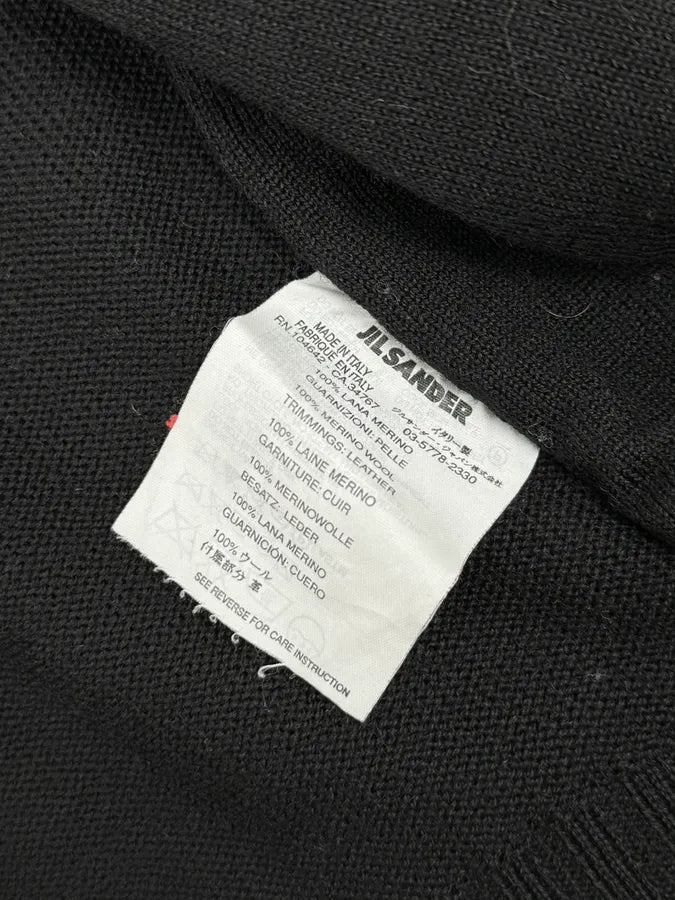 JIL SANDER
MADE IN ITALY
FABRIQUE EN ITALY
イタリー製
RN.104642 - CA.34767
ジルサンダー・ジャパン株式会社
03-5778-2330
100% LANA MERINO
GUARNIZIONI: PELLE
100% MERINO WOOL
TRIMMINGS: LEATHER
100% LAINE MERINO
GARNITURE: CUIR
100% MERINOWOLLE
BESATZ: LEDER
100% LANA MERINO
GUARNICIÓN: CUERO
100% ウール
付属部分 革
SEE REVERSE FOR CARE INSTRUCTION